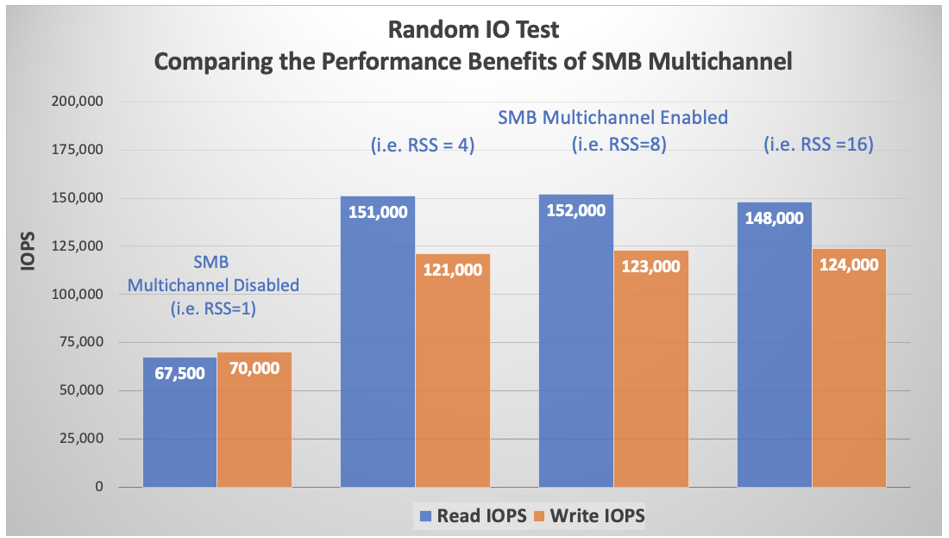 Random IO Test
Comparing the Performance Benefits of SMB Multichannel
200,000
175,000
150,000
125,000
100,000
75,000
50,000
25,000
0
IOPS
SMB
Multichannel Disabled
(i.e. RSS=1)
SMB Multichannel Enabled
(i.e. RSS = 4)
(i.e. RSS=8)
(i.e. RSS =16)
67,500
70,000
151,000
121,000
152,000
123,000
148,000
124,000
Read IOPS
Write IOPS